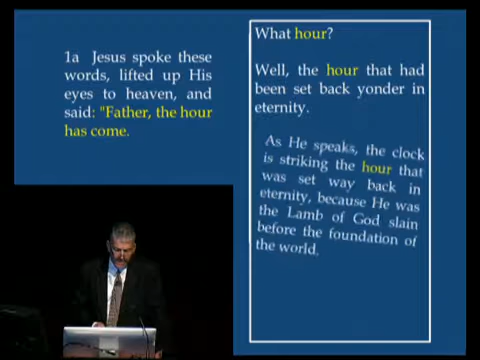 1a Jesus spoke these
words, lifted up His
eyes to heaven, and
said: "Father, the hour
has come.
What hour?
Well, the hour that had
been set back yonder in
eternity.
As He speaks, the clock
is striking the hour that
was set way back in
eternity, because He was
the Lamb of God slain
before the foundation of
the world.